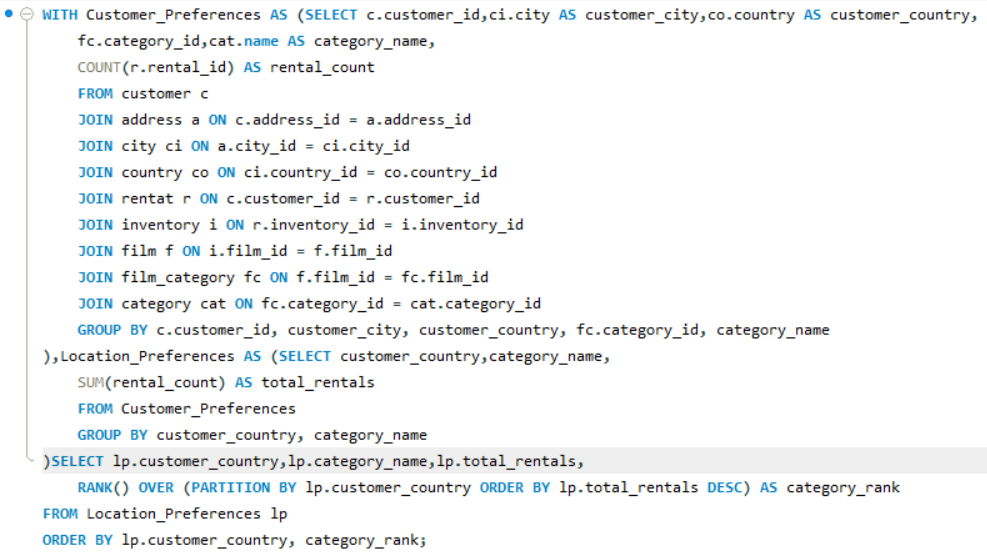 WITH Customer_Preferences AS (SELECT c.customer_id,ci.city AS customer_city,co.country AS customer_country,
fc.category_id,cat.name AS category_name,
COUNT(r.rental_id) AS rental_count
FROM customer c
JOIN address a ON c.address_id = a.address_id
JOIN city ci ON a.city_id = ci.city_id
JOIN country co ON ci.country_id = co.country_id
JOIN rentat r ON c.customer_id = r.customer_id
JOIN inventory i ON r.inventory_id = i.inventory_id
JOIN film f ON i.film_id = f.film_id
JOIN film_category fc ON f.film_id = fc.film_id
JOIN category cat ON fc.category_id = cat.category_id
GROUP BY c.customer_id, customer_city, customer_country, fc.category_id, category_name
),Location_Preferences AS (SELECT customer_country,category_name,
SUM(rental_count) AS total_rentals
FROM Customer_Preferences
GROUP BY customer_country, category_name
)SELECT lp.customer_country,lp.category_name,lp.total_rentals,
RANK() OVER (PARTITION BY lp.customer_country ORDER BY lp.total_rentals DESC) AS category_rank
FROM Location_Preferences lp
ORDER BY lp.customer_country, category_rank;